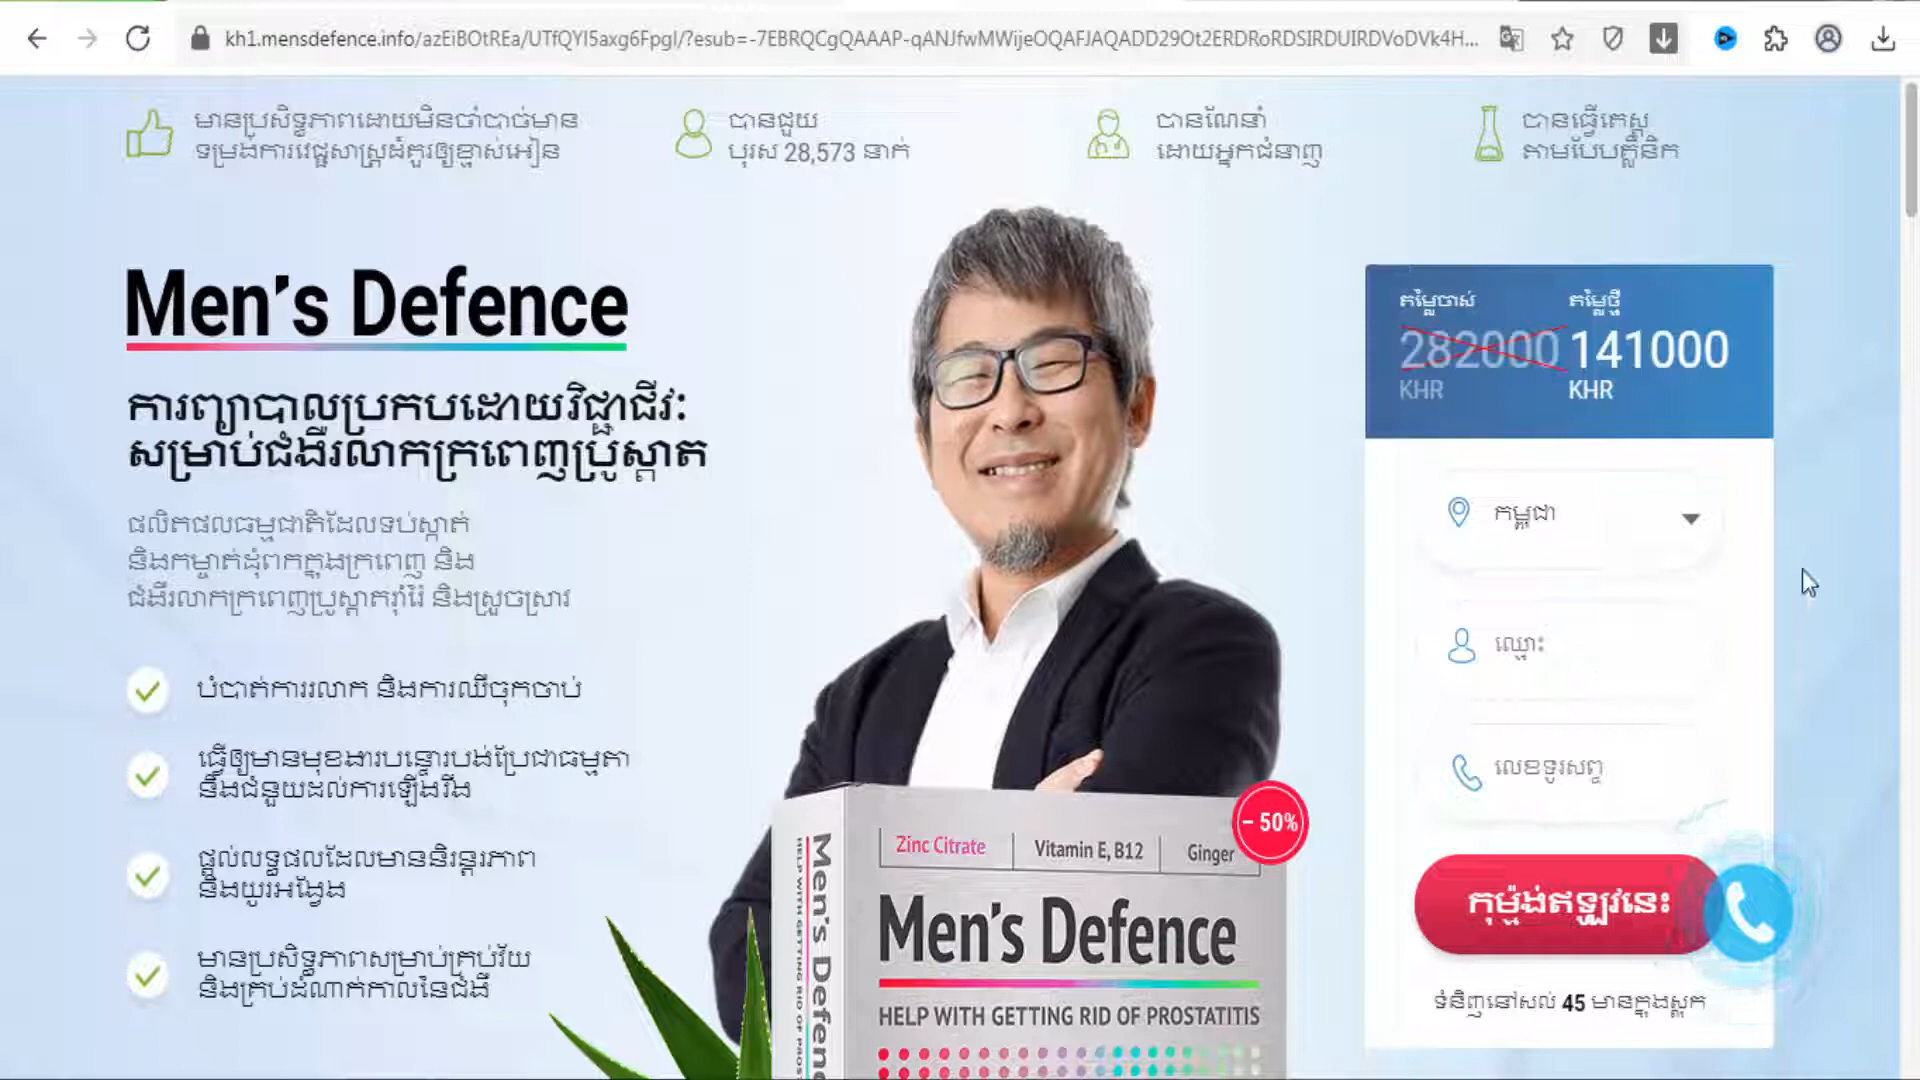 kh1.mensdefence.info/azEiBOtREa/UTfQYI5axg6Fpgl/?esub=-7EBRQCgQAAAP-qANJfwMWijeOQAFJAQADD29Ot2ERDRoRDSIRDUIRDVoDVk4H...
មានប្រសិទ្ធភាពដោយមិនចាំបាច់មាន
ទម្រង់ការវេជ្ជសាស្ត្រដ៏គួរឲ្យខ្មាស់អៀន
បានជួយ
បុរស 28,573 នាក់
បានណែនាំ
ដោយអ្នកជំនាញ
បានធ្វើតេស្ត
តាមបែបគ្លីនិក
Men's Defence
ការព្យាបាលប្រកបដោយវិជ្ជាជីវៈ
សម្រាប់ជំងឺរលាកក្រពេញប្រូស្តាត
ផលិតផលធម្មជាតិដែលទប់ស្កាត់
និងកម្ចាត់ដុំពកក្នុងក្រពេញ និង
ជំងឺរលាកក្រពេញប្រូស្តាតរ៉ាំរ៉ៃ និងស្រួចស្រាវ
បំបាត់ការរលាក និងការឈឺចុកចាប់
ធ្វើឲ្យមានមុខងារបន្ទោរបង់ប្រែជាធម្មតា
និងជំនួយដល់ការឡើងរឹង
ផ្តល់លទ្ធផលដែលមាននិរន្តរភាព
និងយូរអង្វែង
មានប្រសិទ្ធភាពសម្រាប់គ្រប់វ័យ
និងគ្រប់ដំណាក់កាលនៃជំងឺ
Zinc Citrate
Vitamin E, B12
Ginger
- 50%
Men's Defence
HELP WITH GETTING RID OF PROSTATITIS
Men's Defence
HELP WITH GETTING RID OF
តម្លៃចាស់
តម្លៃថ្មី
282000
141000
KHR
KHR
កម្ពុជា
ឈ្មោះ
លេខទូរសព្ទ
កុម្ម៉ង់ឥឡូវនេះ
ទំនិញនៅសល់ 45 មានក្នុងស្តុក